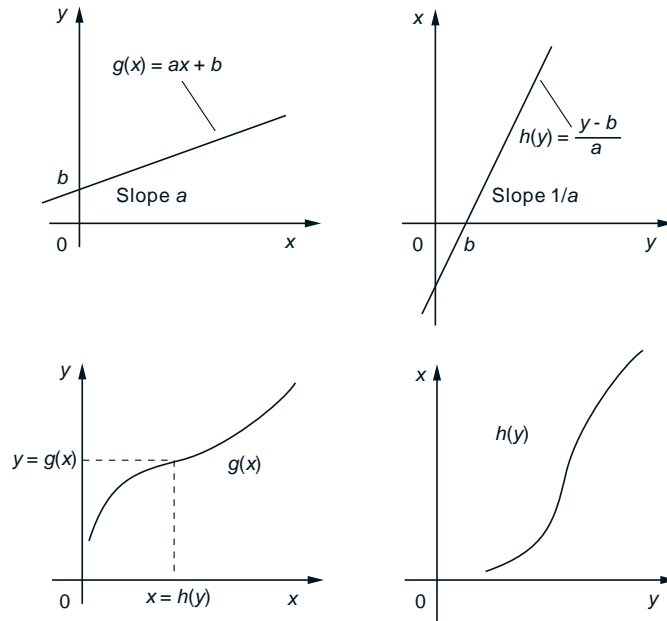 y
g(x) = ax + b
b
Slope a
0
x
x
h(y) = y - b
a
Slope 1/a
0
b
y
y
y = g(x)
g(x)
0
x = h(y)
x
x
h(y)
0
y